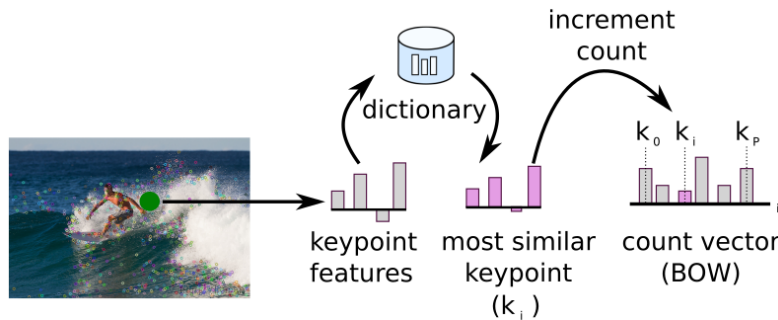 increment
count
dictionary
k₀ kᵢ kₚ
keypoint
features
most similar
keypoint
(kᵢ)
count vector
(BOW)